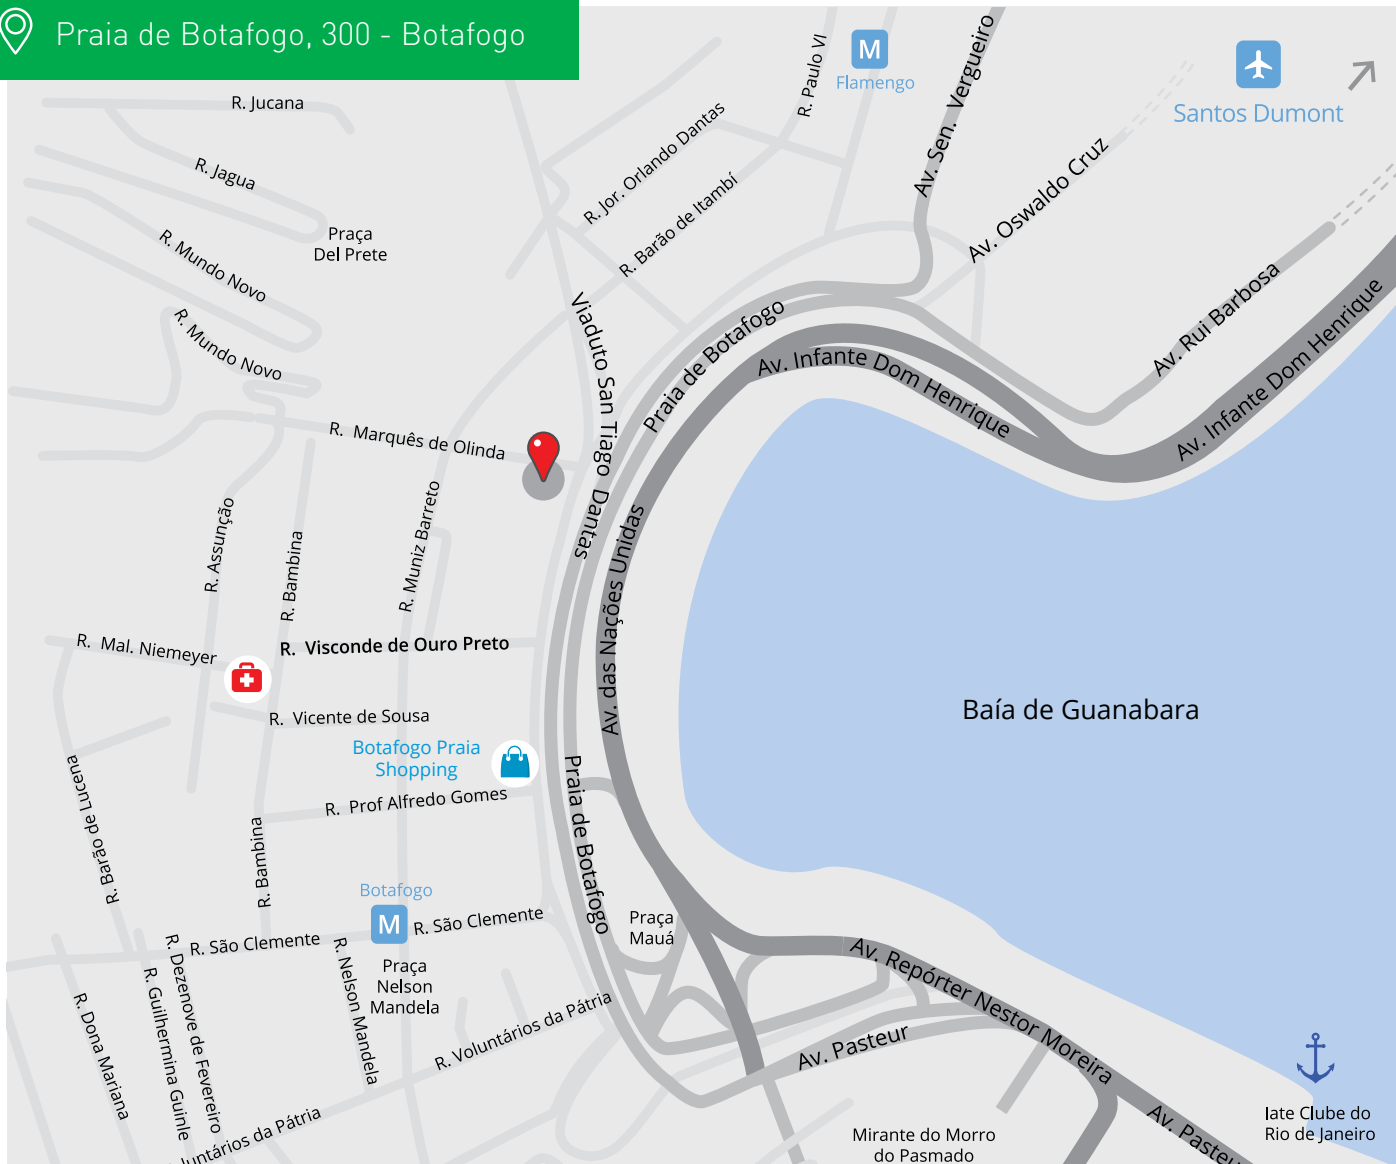 Praia de Botafogo, 300 - Botafogo
M
Flamengo
Santos Dumont
R. Paulo VI
Av. Sen. Vergueiro
R. Jucana
R. Jor. Orlando Dantas
Av. Oswaldo Cruz
R. Jagua
R. Barão de Itambí
Praça
Del Prete
R. Mundo Novo
R. Mundo Novo
Viaduto San Tiago Dantas
Praia de Botafogo
Av. Infante Dom Henrique
Av. Rui Barbosa
Av. Infante Dom Henrique
R. Marquês de Olinda
R. Assunção
R. Bambina
R. Muniz Barreto
Av. das Nações Unidas
R. Mal. Niemeyer
R. Visconde de Ouro Preto
R. Vicente de Sousa
Baía de Guanabara
Botafogo Praia
Shopping
R. Prof Alfredo Gomes
R. Barão de Lucena
R. Bambina
Praia de Botafogo
Botafogo
M
R. São Clemente
R. São Clemente
Praça
Mauá
Praça
Nelson
Mandela
R. Dona Mariana
R. Guilhermina Guinle
R. Dezenove de Fevereiro
R. Nelson Mandela
R. Voluntários da Pátria
luntários da Pátria
Av. Repórter Nestor Moreira
Av. Pasteur
Av. Pasteur
Mirante do Morro
do Pasmado
Iate Clube do
Rio de Janeiro